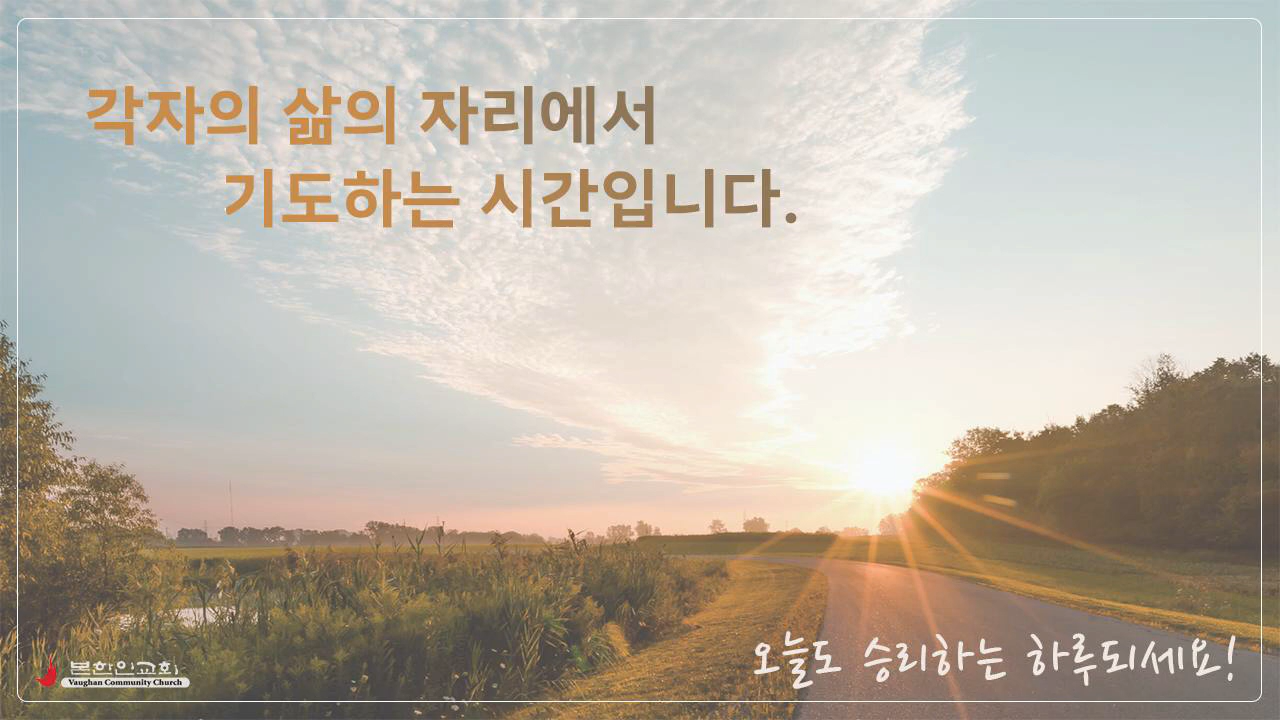 각자의 삶의 자리에서
기도하는 시간입니다.
오늘도 승리하는 하루되세요!
본한인교회
Vaughan Community Church